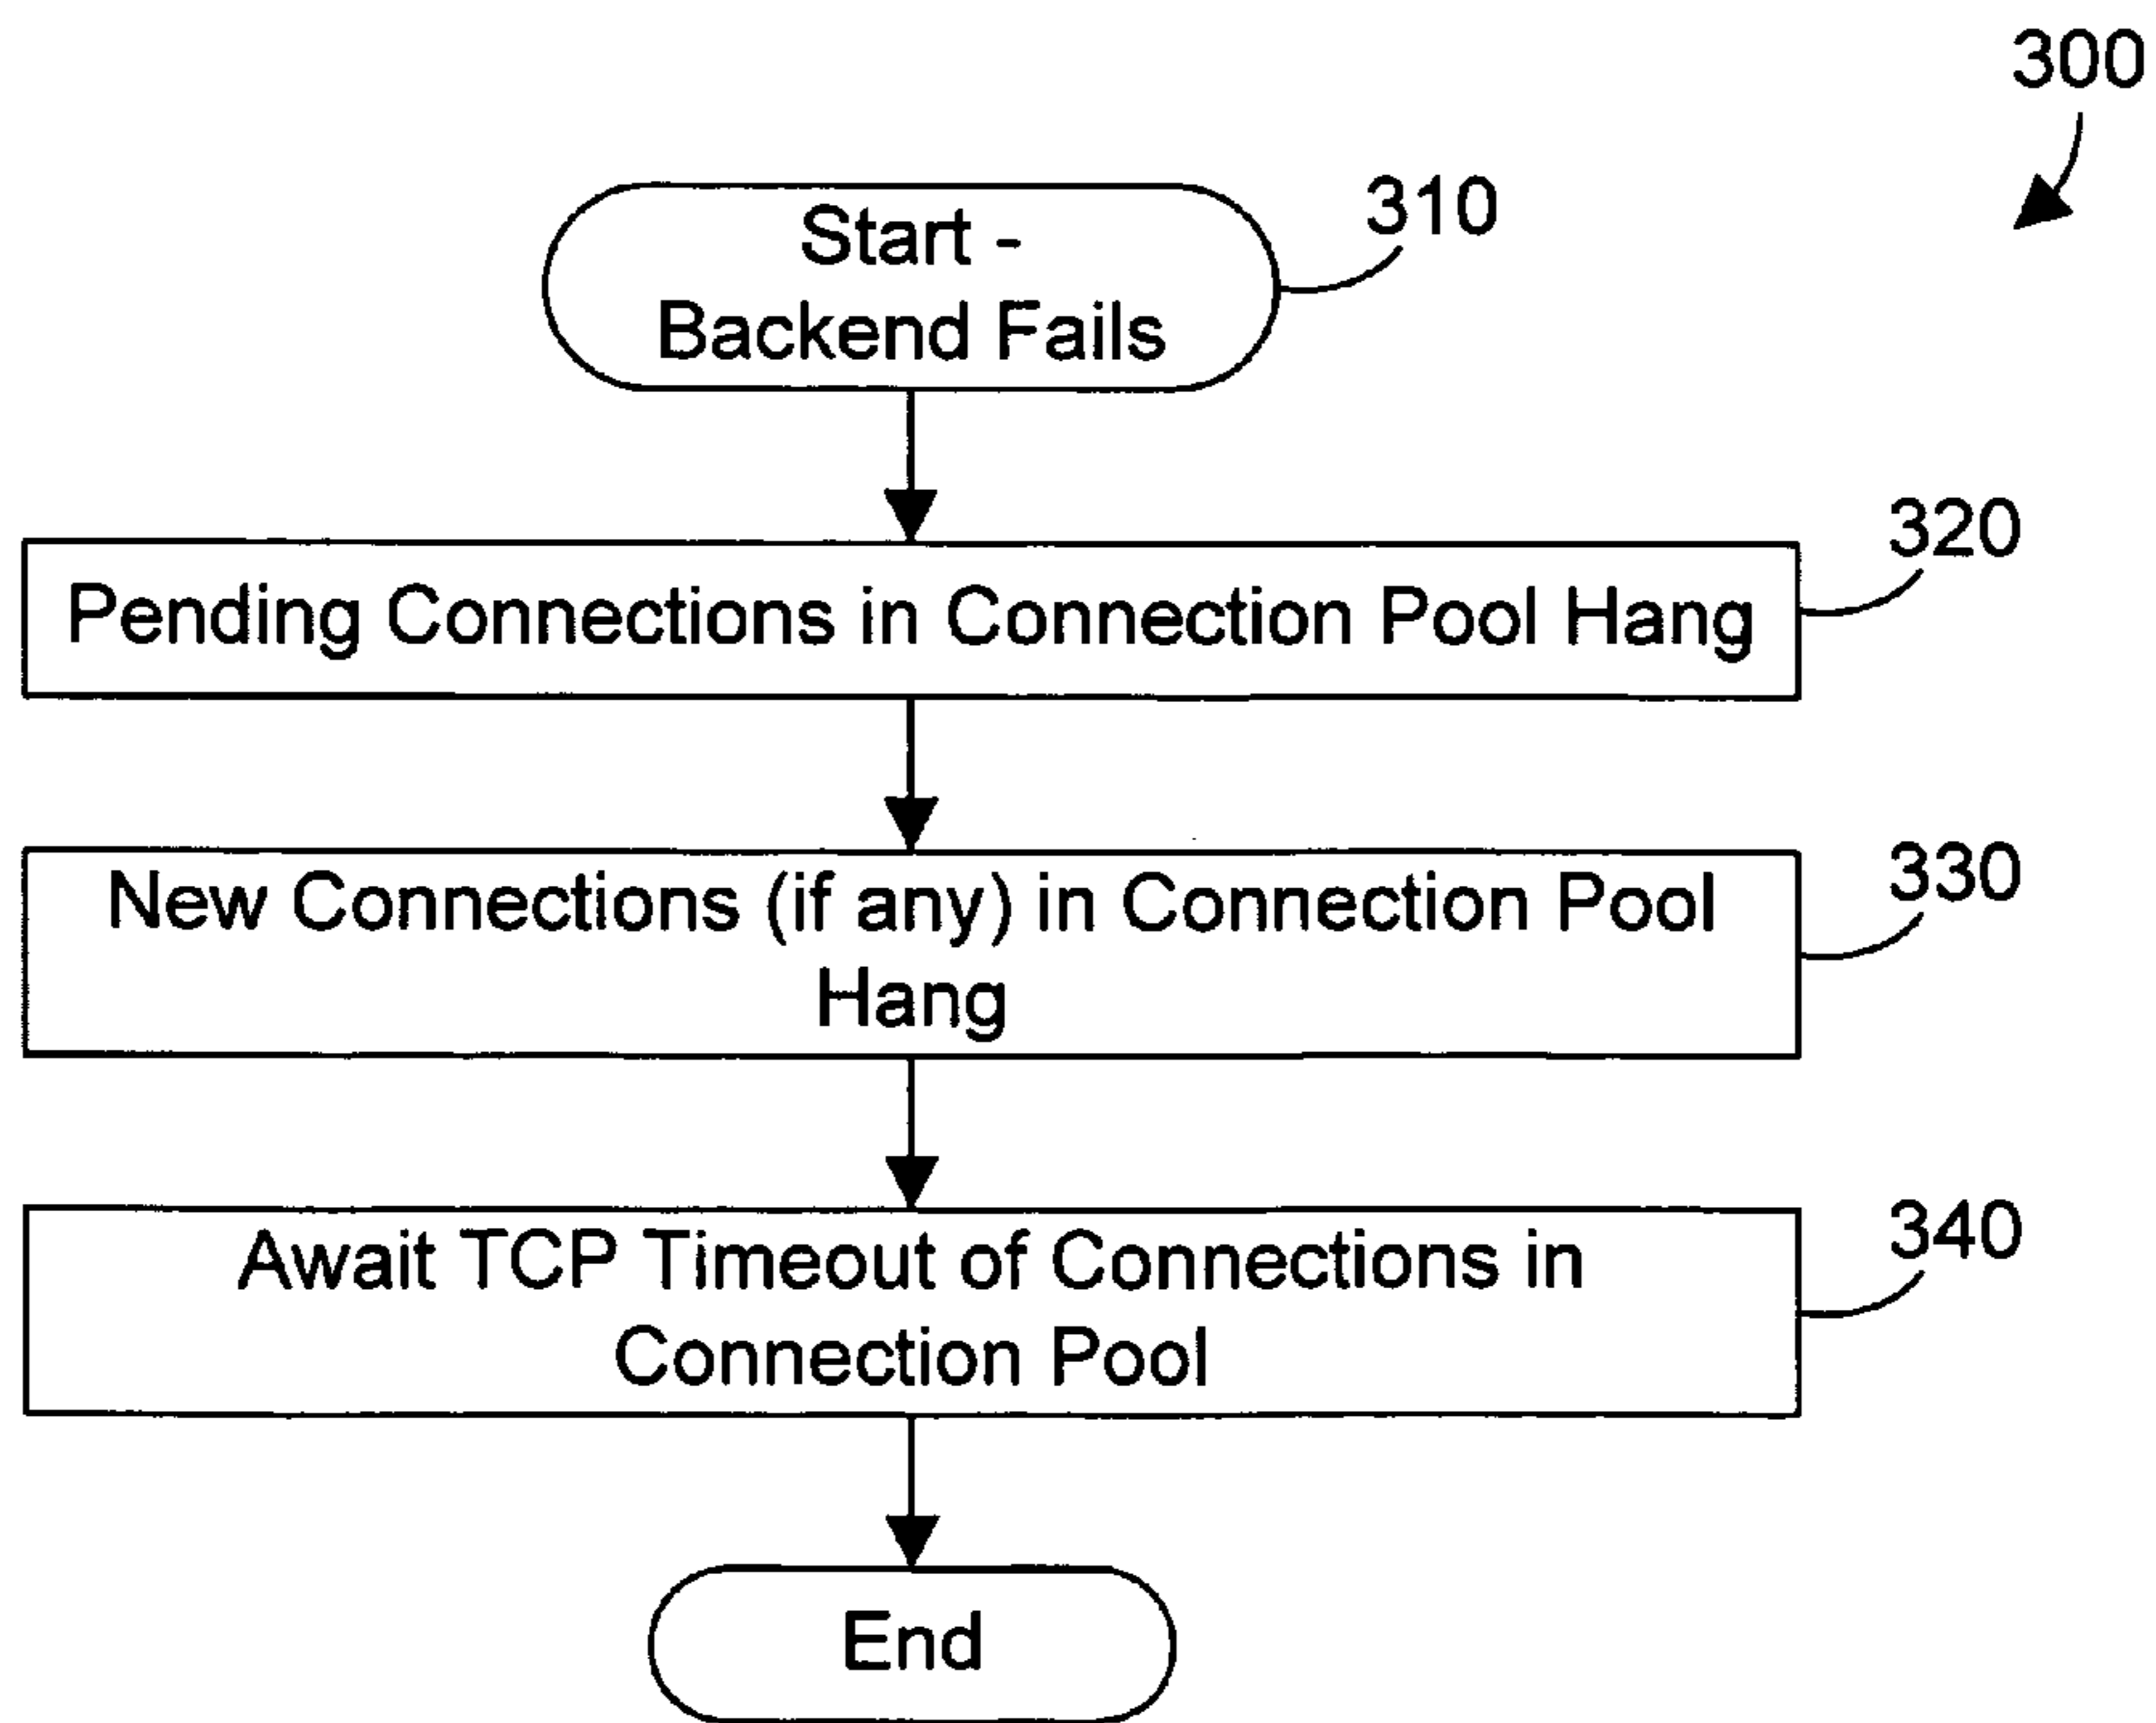 300
Start -
Backend Fails
310
Pending Connections in Connection Pool Hang
320
New Connections (if any) in Connection Pool
Hang
330
Await TCP Timeout of Connections in
Connection Pool
340
End